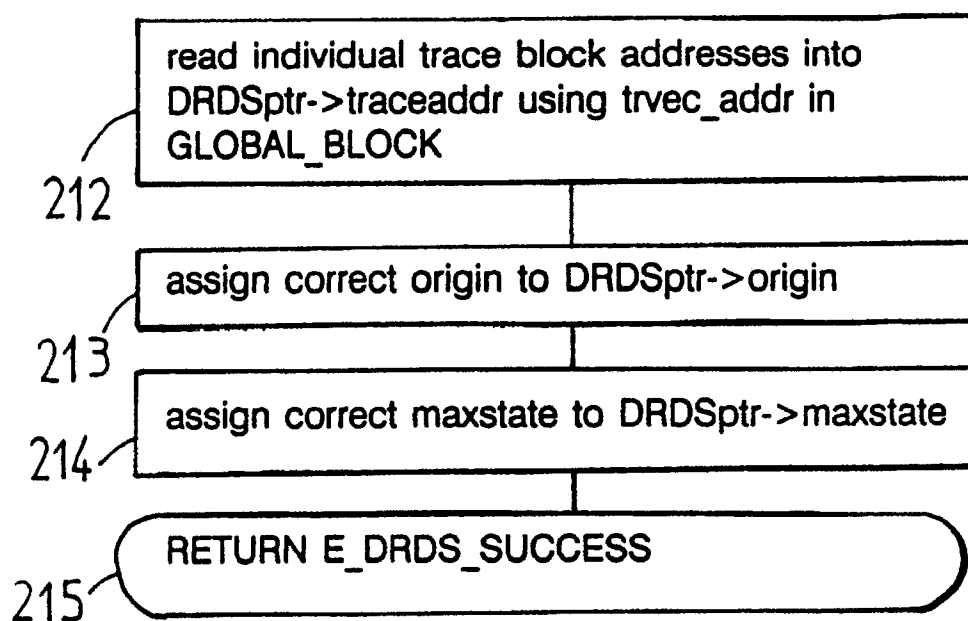 read individual trace block addresses into
DRDSptr->traceaddr using trvec_addr in
GLOBAL_BLOCK
212
assign correct origin to DRDSptr->origin
213
assign correct maxstate to DRDSptr->maxstate
214
RETURN E_DRDS_SUCCESS
215